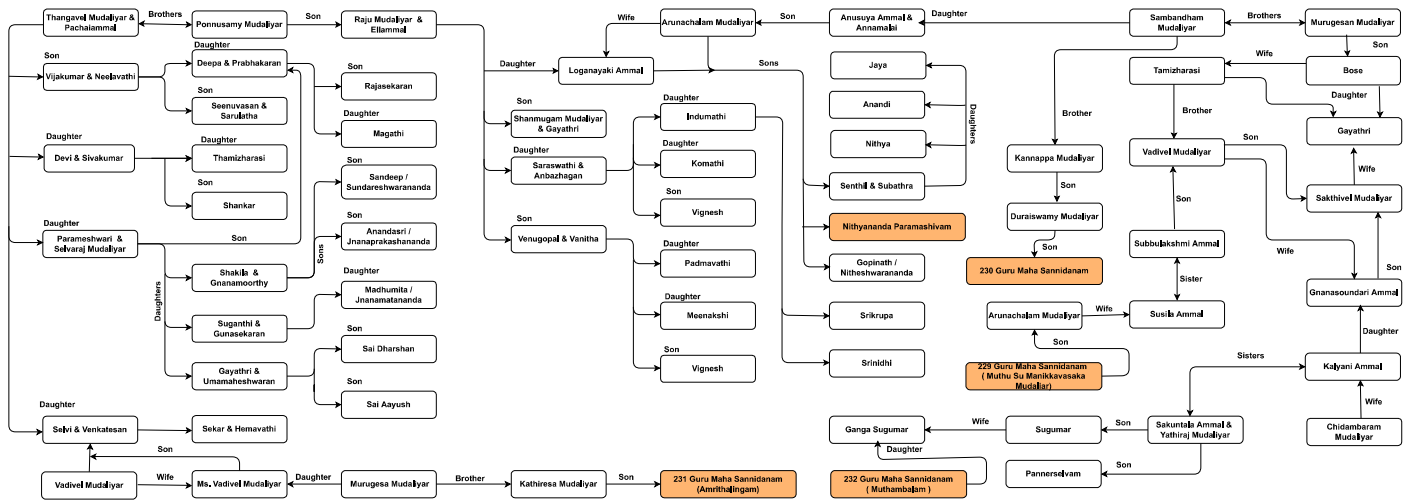 Thangavel Mudaliyar &
Pachaiammal
Brothers
Ponnusamy Mudaliyar
Son
Raju Mudaliyar &
Ellammal
Wife
Arunachalam Mudaliyar
Son
Anusuya Ammal &
Annamalai
Daughter
Sambandham
Mudaliyar
Brothers
Murugesan Mudaliyar
Son
Vijakumar & Neelavathi
Daughter
Deepa & Prabhakaran
Son
Rajasekaran
Son
Seenuvasan &
Sarulatha
Daughter
Magathi
Daughter
Loganayaki Ammal
Sons
Jaya
Anandi
Nithya
Daughters
Senthil & Subathra
Nithyananda Paramashivam
Gopinath /
Nitheshwarananda
Wife
Tamizharasi
Son
Bose
Daughter
Gayathri
Brother
Brother
Kannappa Mudaliyar
Vadivel Mudaliyar
Son
Wife
Sakthivel Mudaliyar
Daughter
Devi & Sivakumar
Daughter
Thamizharasi
Son
Shankar
Son
Sandeep /
Sundareshwarananda
Son
Shanmugam Mudaliyar
& Gayathri
Daughter
Saraswathi &
Anbazhagan
Daughter
Indumathi
Daughter
Komathi
Son
Vignesh
Son
Duraiswamy Mudaliyar
Son
230 Guru Maha Sannidanam
Son
Subbulakshmi Ammal
Wife
Sister
Son
Gnanasoundari Ammal
Daughter
Parameshwari &
Selvaraj Mudaliyar
Son
Daughters
Shakila &
Gnanamoorthy
Sons
Anandasri /
Jnanaprakashananda
Suganthi &
Gunasekaran
Daughter
Madhumita /
Jnanamatananda
Gayathri &
Umamaheshwaran
Son
Sai Dharshan
Son
Sai Aayush
Son
Venugopal & Vanitha
Daughter
Padmavathi
Daughter
Meenakshi
Son
Vignesh
Srikrupa
Srinidhi
Arunachalam Mudaliyar
Wife
Susila Ammal
Son
229 Guru Maha Sannidanam
( Muthu Su Manikkavasaka
Mudaliar)
Daughter
Sisters
Kalyani Ammal
Wife
Chidambaram
Mudaliyar
Daughter
Selvi & Venkatesan
Sekar & Hemavathi
Ganga Sugumar
Wife
Sugumar
Son
Sakuntala Ammal &
Yathiraj Mudaliyar
Daughter
Pannerselvam
Son
Son
Vadivel Mudaliyar
Wife
Ms. Vadivel Mudaliyar
Daughter
Murugesa Mudaliyar
Brother
Kathiresa Mudaliyar
Son
231 Guru Maha Sannidanam
(Amrithalingam)
232 Guru Maha Sannidanam
( Muthambalam )